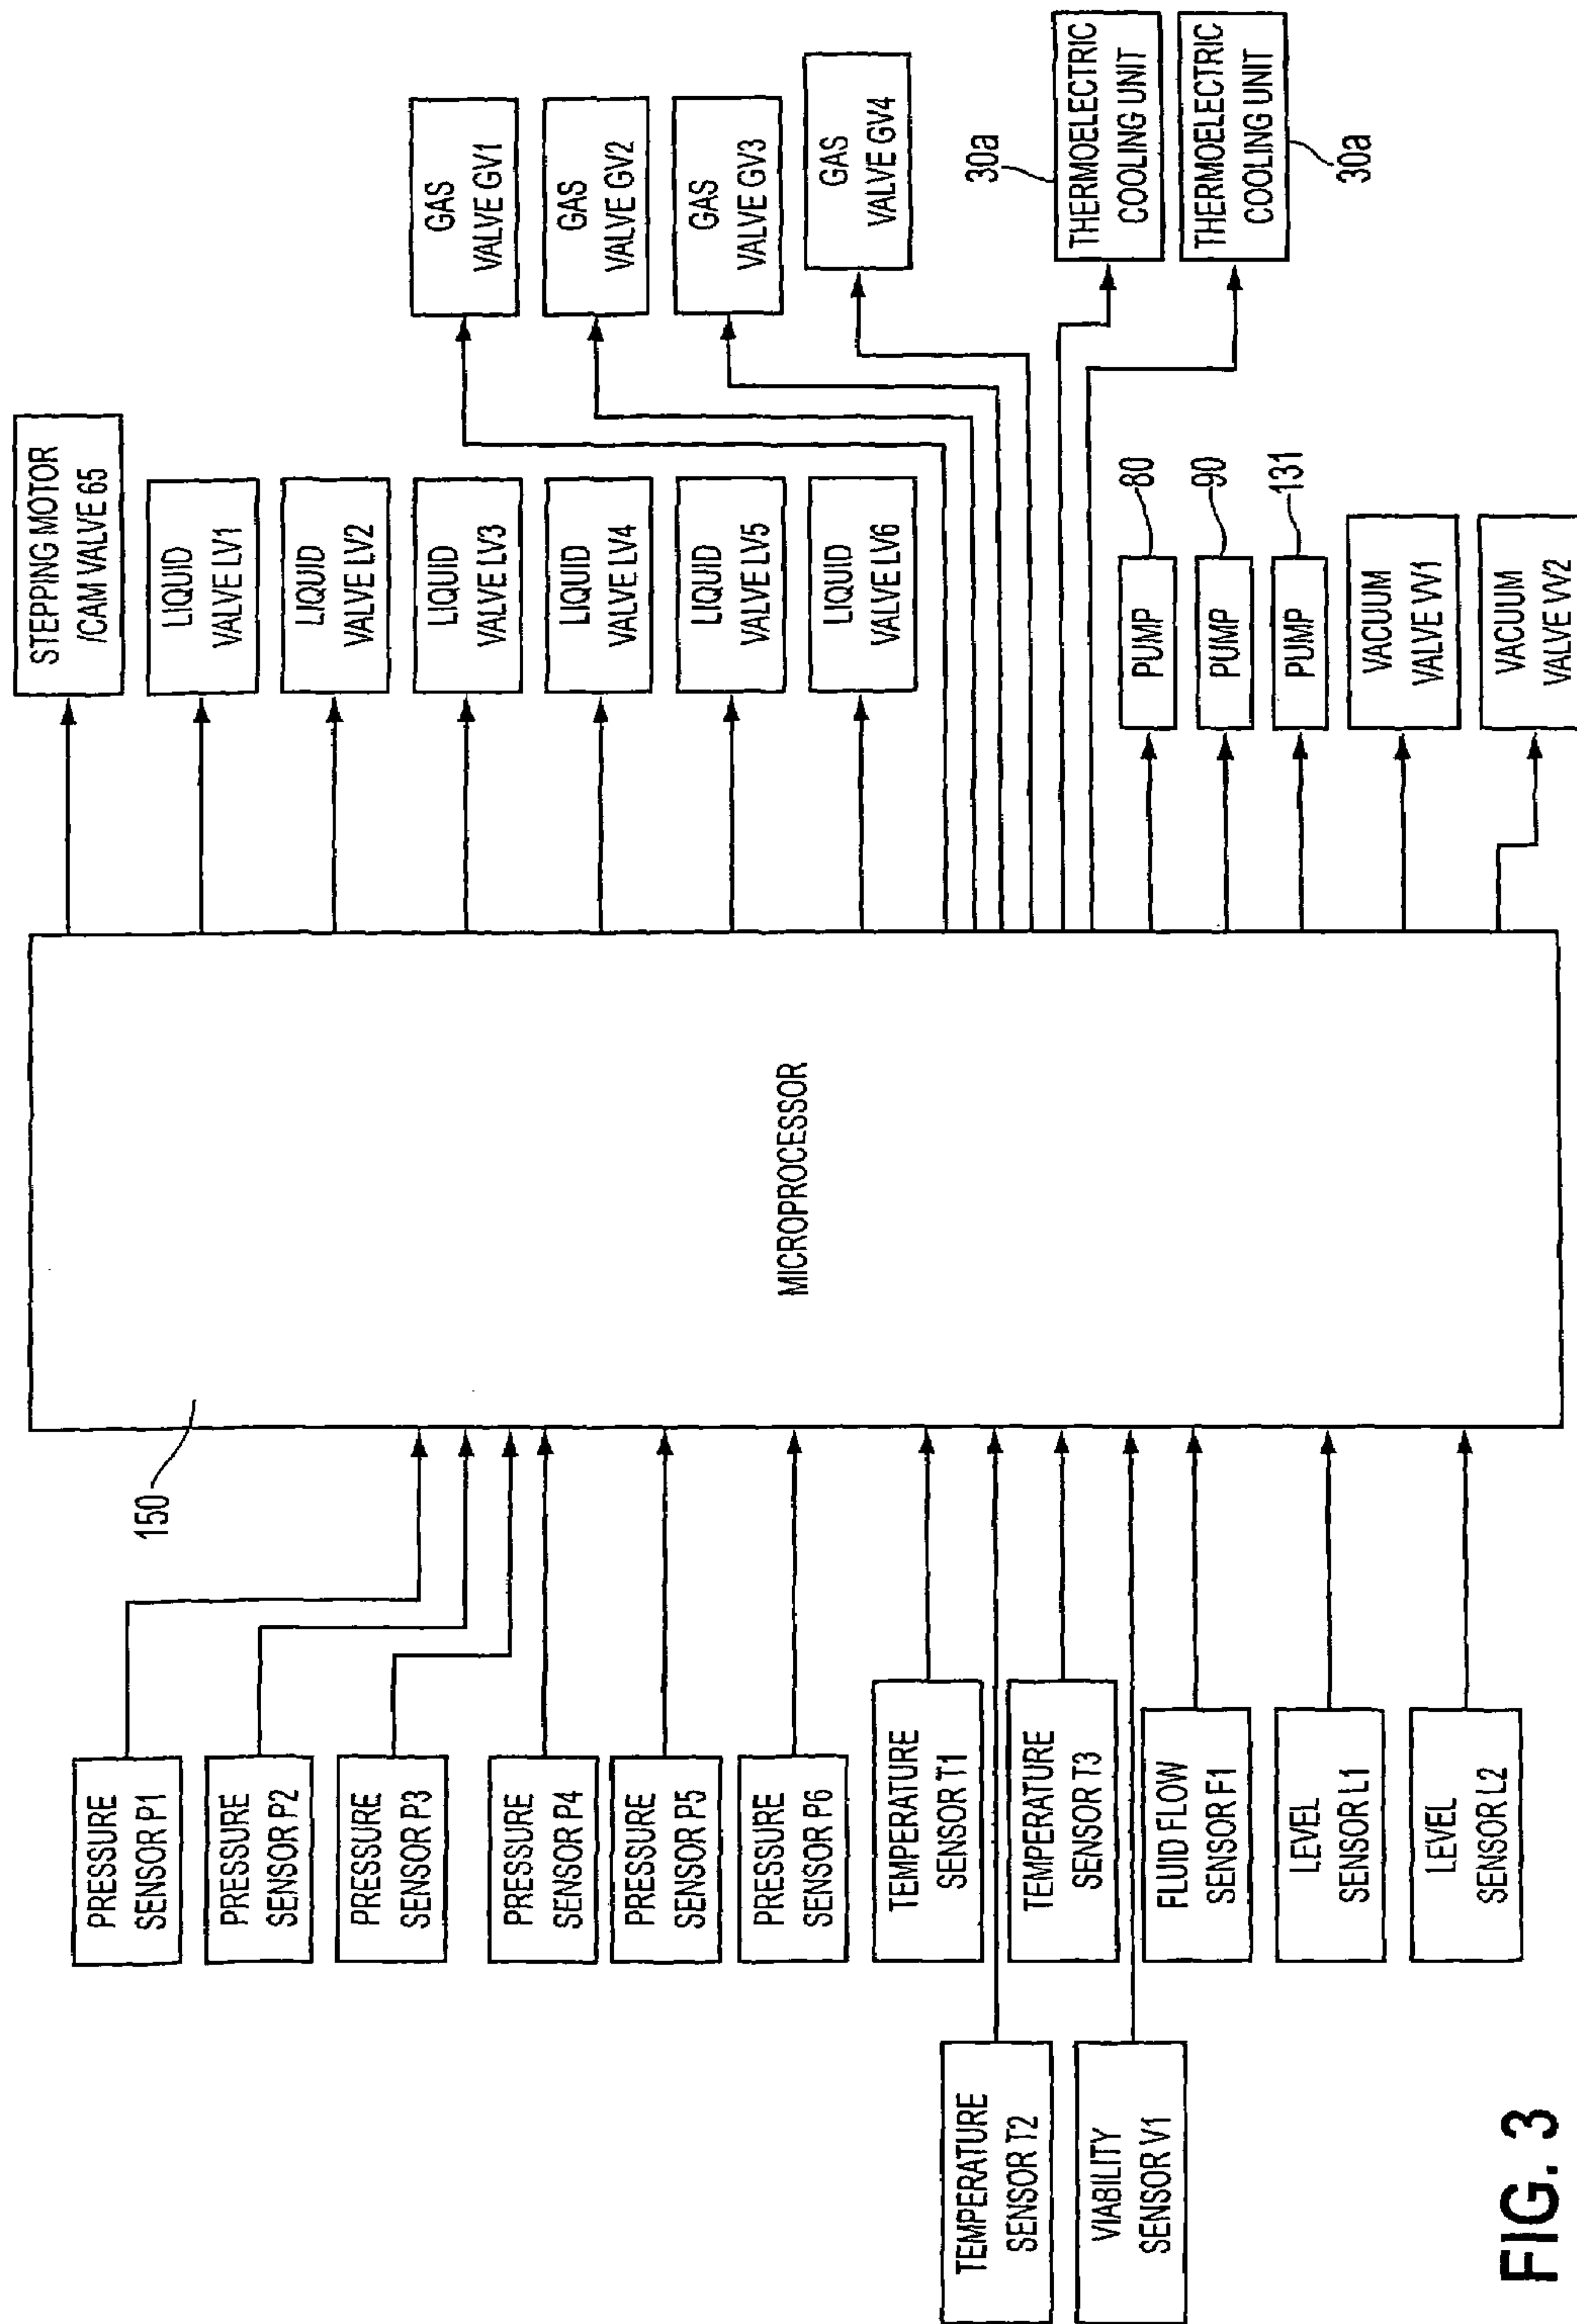 STEPPING MOTOR
/CAM VALVE 65
LIQUID
VALVE LV1
LIQUID
VALVE LV2
LIQUID
VALVE LV3
LIQUID
VALVE LV4
LIQUID
VALVE LV5
LIQUID
VALVE LV6
GAS
VALVE GV1
GAS
VALVE GV2
GAS
VALVE GV3
GAS
VALVE GV4
30a
THERMOELECTRIC
COOLING UNIT
THERMOELECTRIC
COOLING UNIT
30a
PUMP
80
PUMP
90
PUMP
131
VACUUM
VALVE VV1
VACUUM
VALVE VV2
MICROPROCESSOR
150
PRESSURE
SENSOR P1
PRESSURE
SENSOR P2
PRESSURE
SENSOR P3
PRESSURE
SENSOR P4
PRESSURE
SENSOR P5
PRESSURE
SENSOR P6
TEMPERATURE
SENSOR T1
TEMPERATURE
SENSOR T2
TEMPERATURE
SENSOR T3
VIABILITY
SENSOR V1
FLUID FLOW
SENSOR F1
LEVEL
SENSOR L1
LEVEL
SENSOR L2
FIG. 3